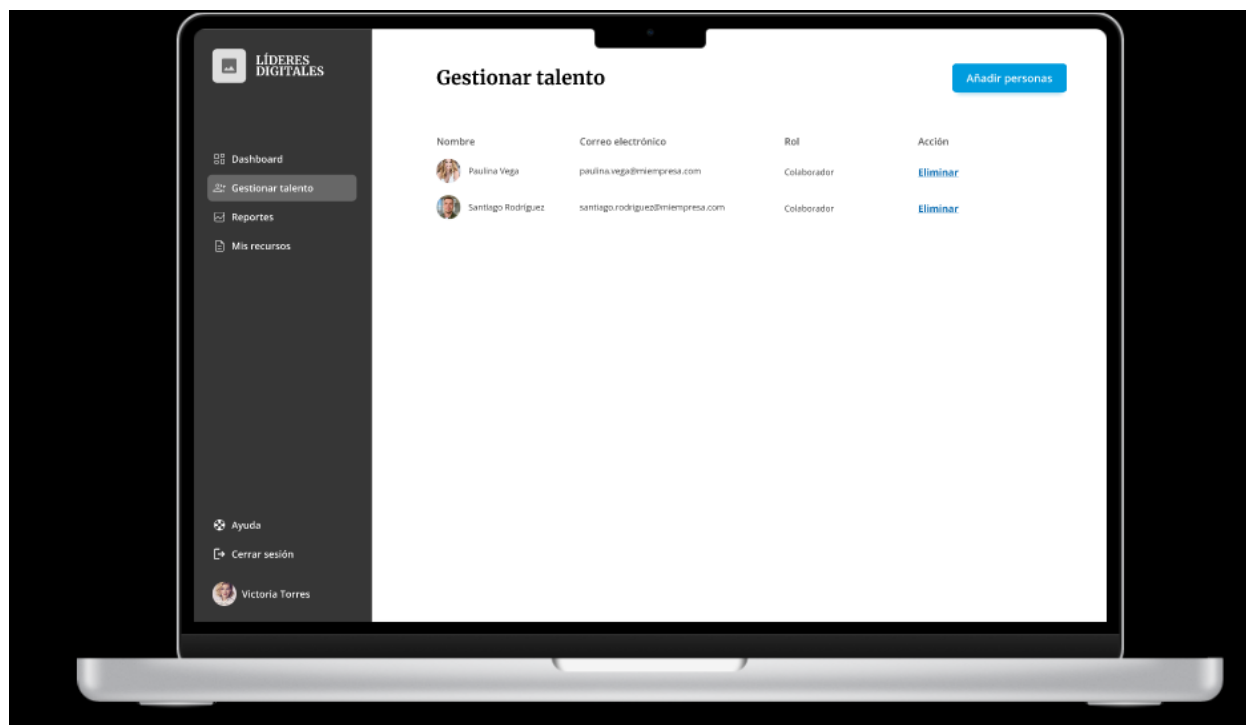 LÍDERES
DIGITALES
Dashboard
Gestionar talento
Reportes
Mis recursos
Ayuda
Cerrar sesión
Victoria Torres
Gestionar talento
Añadir personas
Nombre Correo electrónico Rol Acción
Paulina Vega paulina.vega@miempresa.com Colaborador Eliminar
Santiago Rodríguez santiago.rodriguez@miempresa.com Colaborador Eliminar